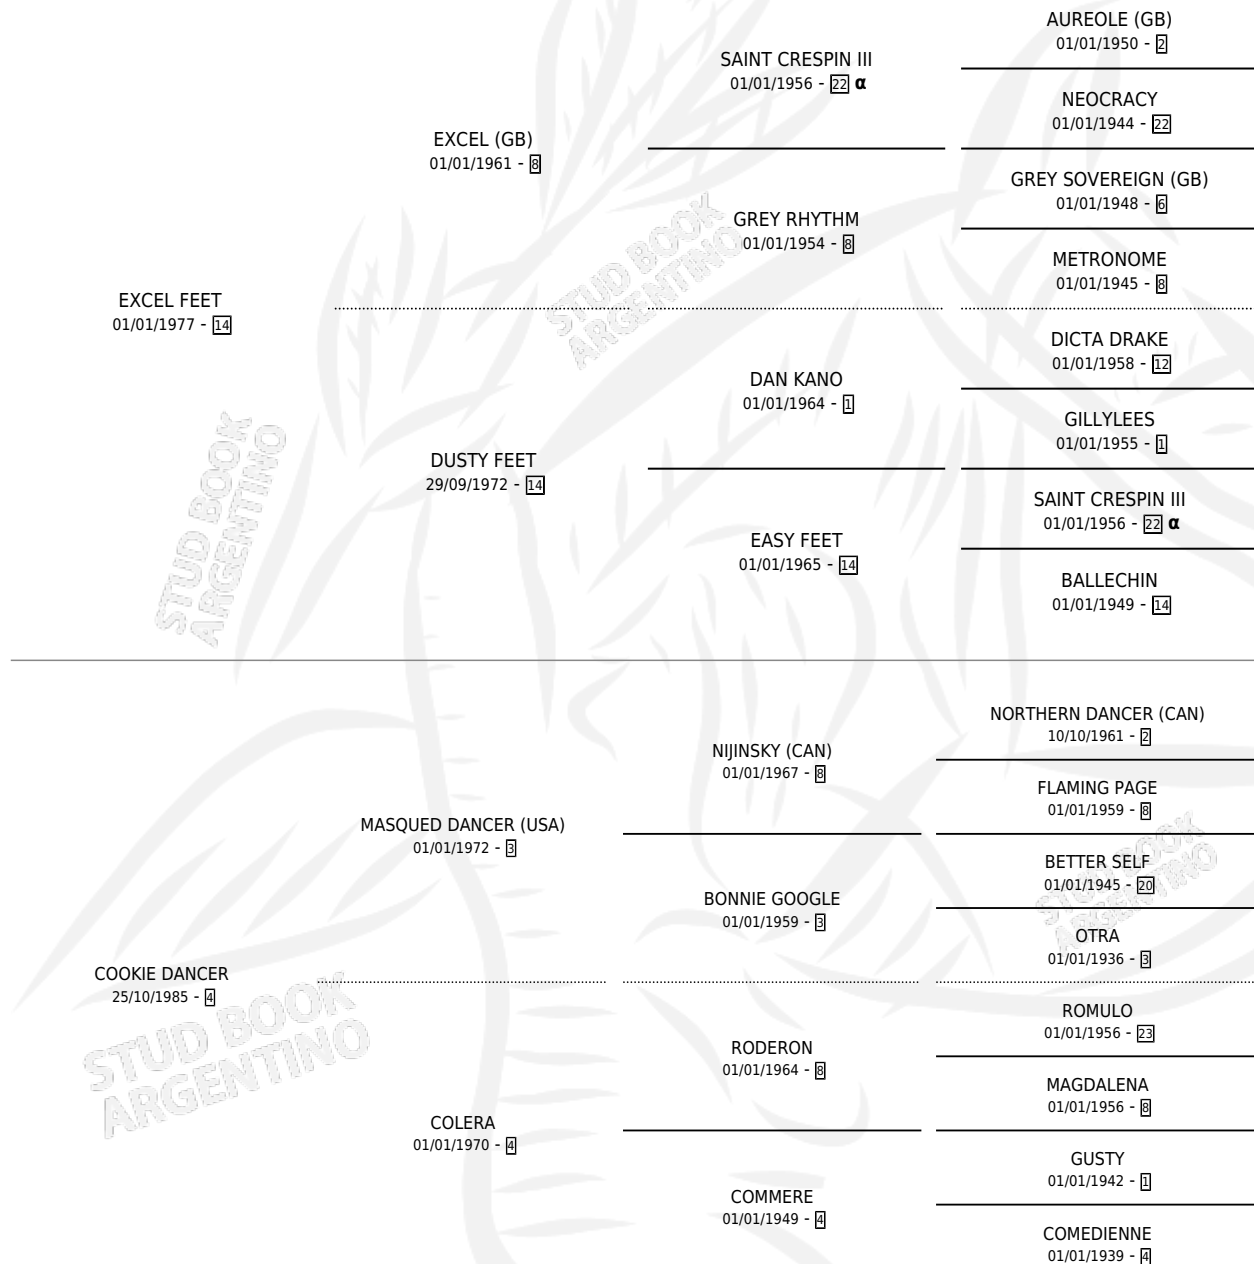 AUREOLE (GB)
01/01/1950 - 2
SAINT CRESPIN III
01/01/1956 - 22 α
NEOCRACY
01/01/1944 - 22
EXCEL (GB)
01/01/1961 - 8
GREY SOVEREIGN (GB)
01/01/1948 - 6
GREY RHYTHM
01/01/1954 - 8
METRONOME
01/01/1945 - 8
EXCEL FEET
01/01/1977 - 14
DICTA DRAKE
01/01/1958 - 12
DAN KANO
01/01/1964 - 1
GILLYLEES
01/01/1955 - 1
DUSTY FEET
29/09/1972 - 14
SAINT CRESPIN III
01/01/1956 - 22 α
EASY FEET
01/01/1965 - 14
BALLECHIN
01/01/1949 - 14
STUD BOOK
ARGENTINO
STUD BOOK
ARGENTINO
NORTHERN DANCER (CAN)
10/10/1961 - 2
NIJINSKY (CAN)
01/01/1967 - 8
FLAMING PAGE
01/01/1959 - 8
MASQUED DANCER (USA)
01/01/1972 - 3
BETTER SELF
01/01/1945 - 20
BONNIE GOOGLE
01/01/1959 - 3
OTRA
01/01/1936 - 3
COOKIE DANCER
25/10/1985 - 4
ROMULO
01/01/1956 - 23
RODERON
01/01/1964 - 8
MAGDALENA
01/01/1956 - 8
COLERA
01/01/1970 - 4
GUSTY
01/01/1942 - 1
COMMERE
01/01/1949 - 4
COMEDIENNE
01/01/1939 - 4
STUD BOOK
ARGENTINO
STUD BOOK
ARGENTINO